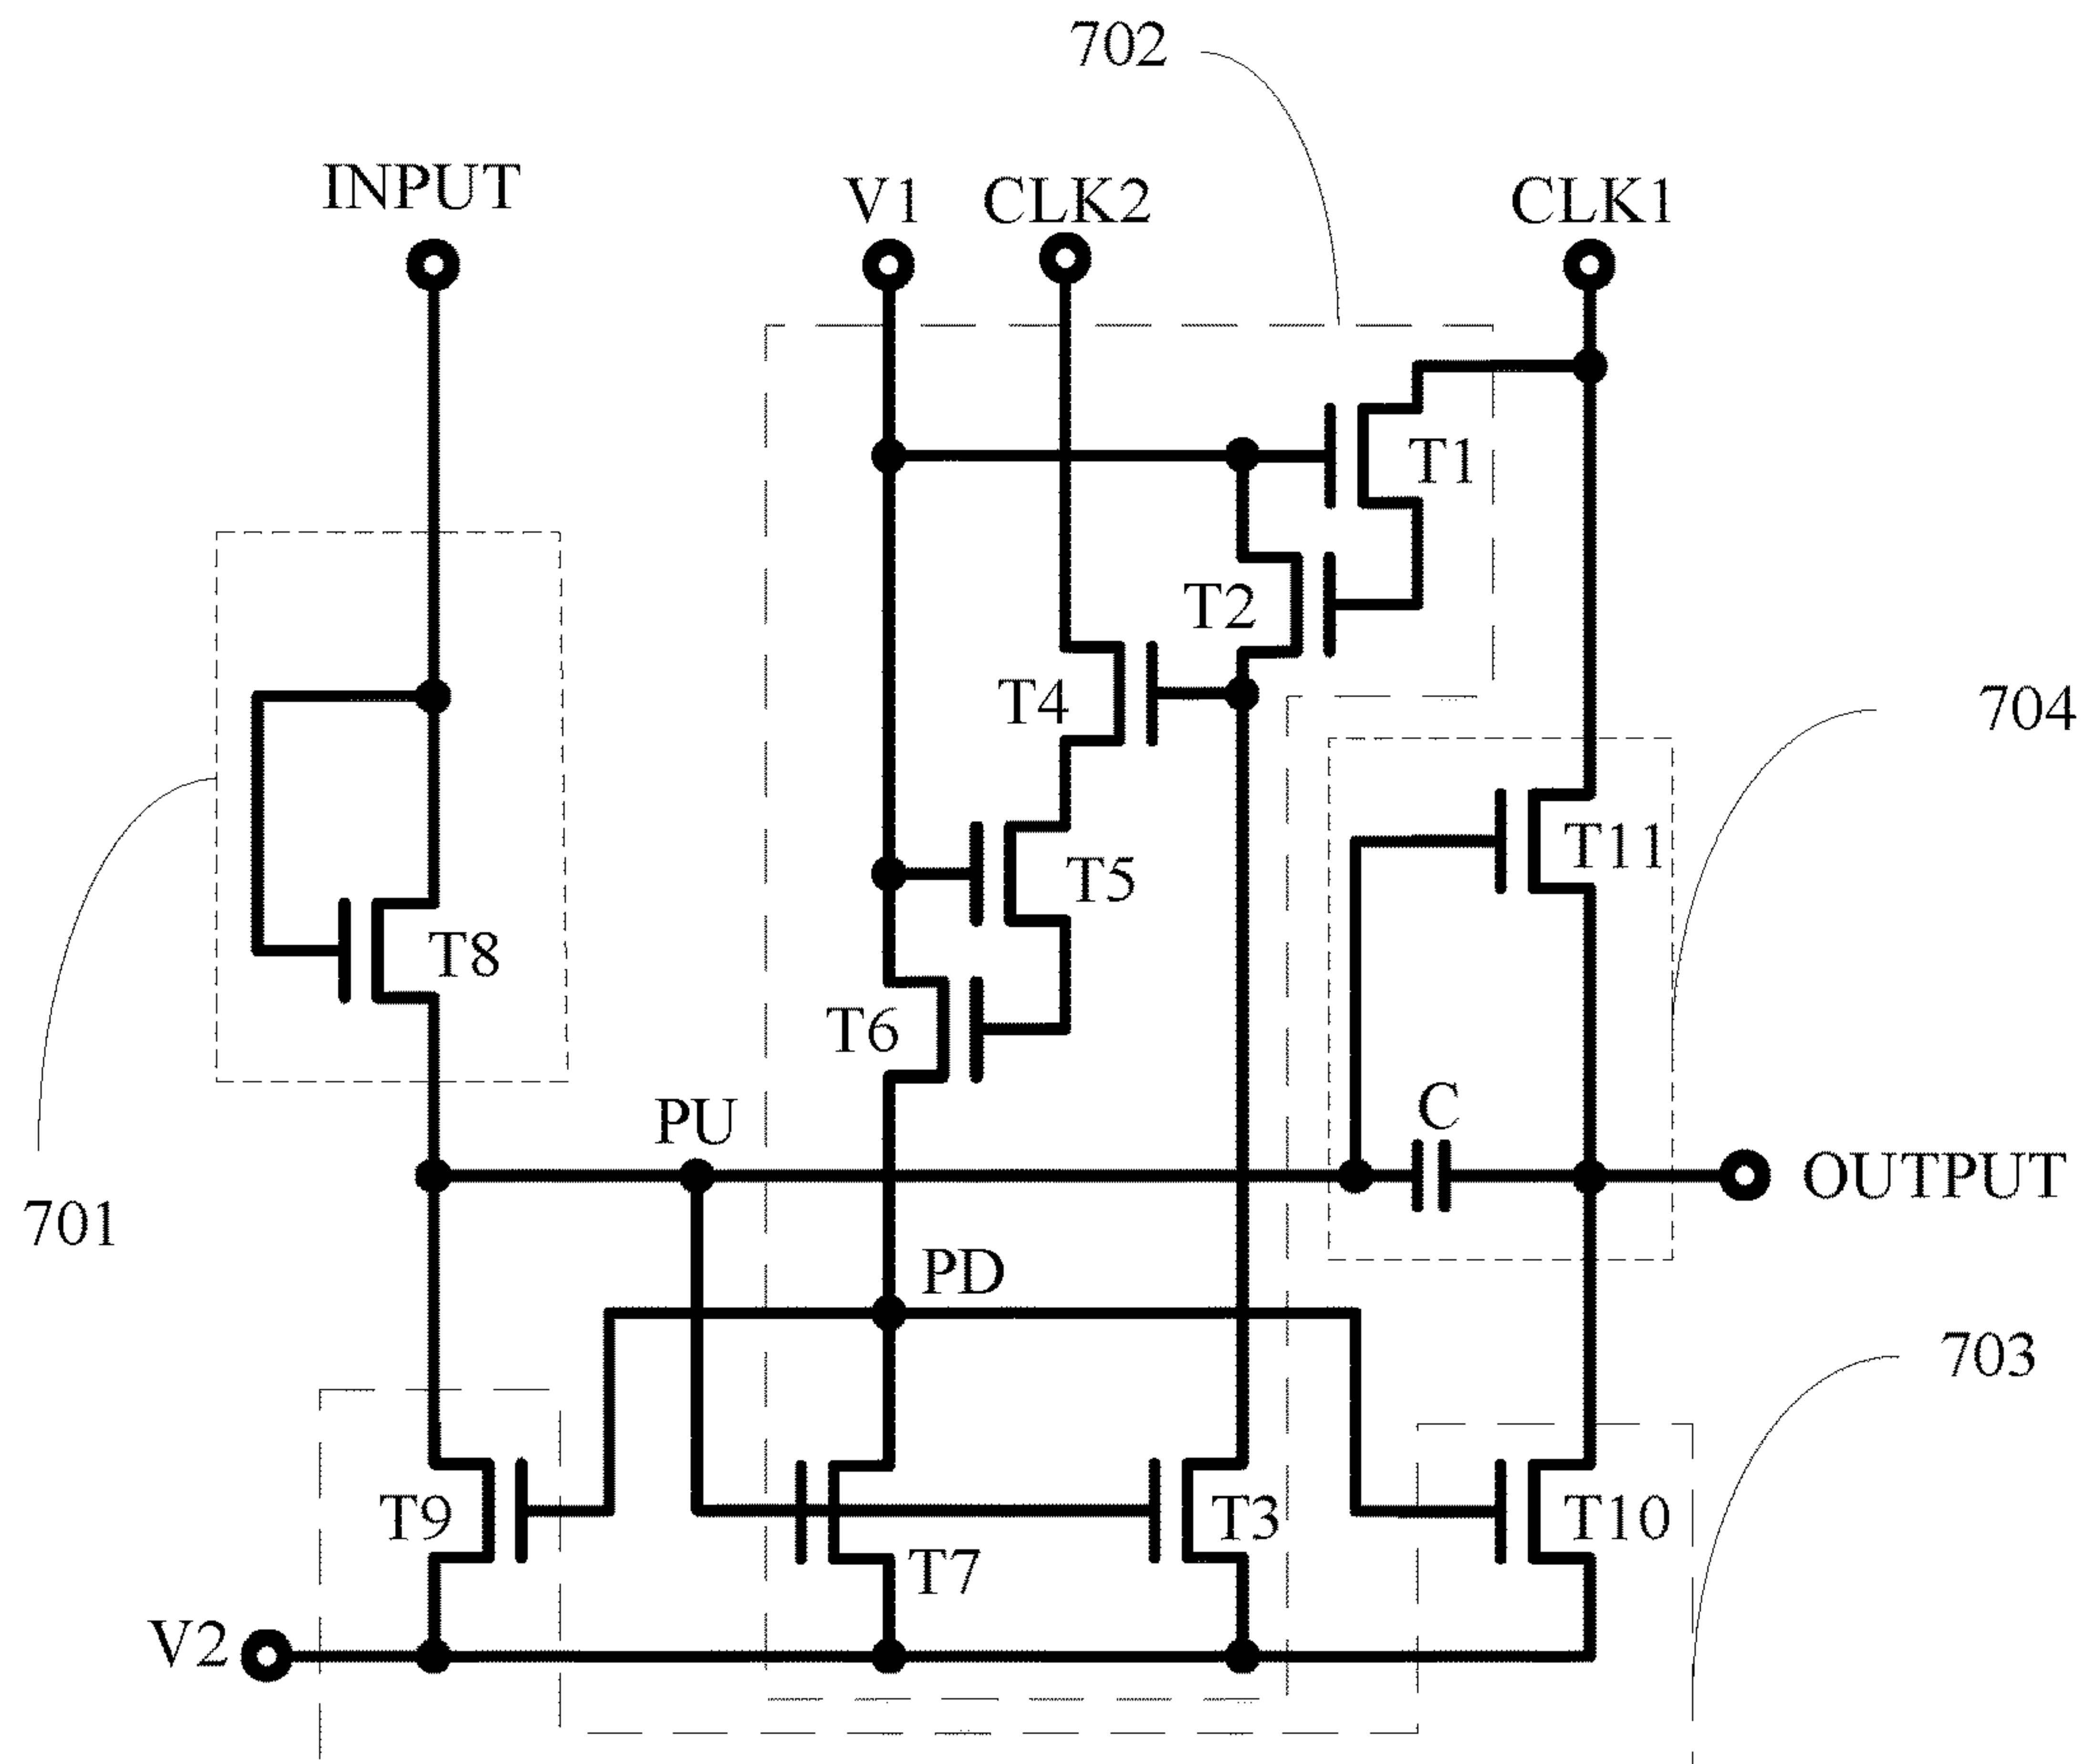 702
INPUT
V1
CLK2
CLK1
T1
T2
T4
704
T11
T5
T8
T6
C
PU
OUTPUT
701
PD
703
T9
T3
T10
T7
V2